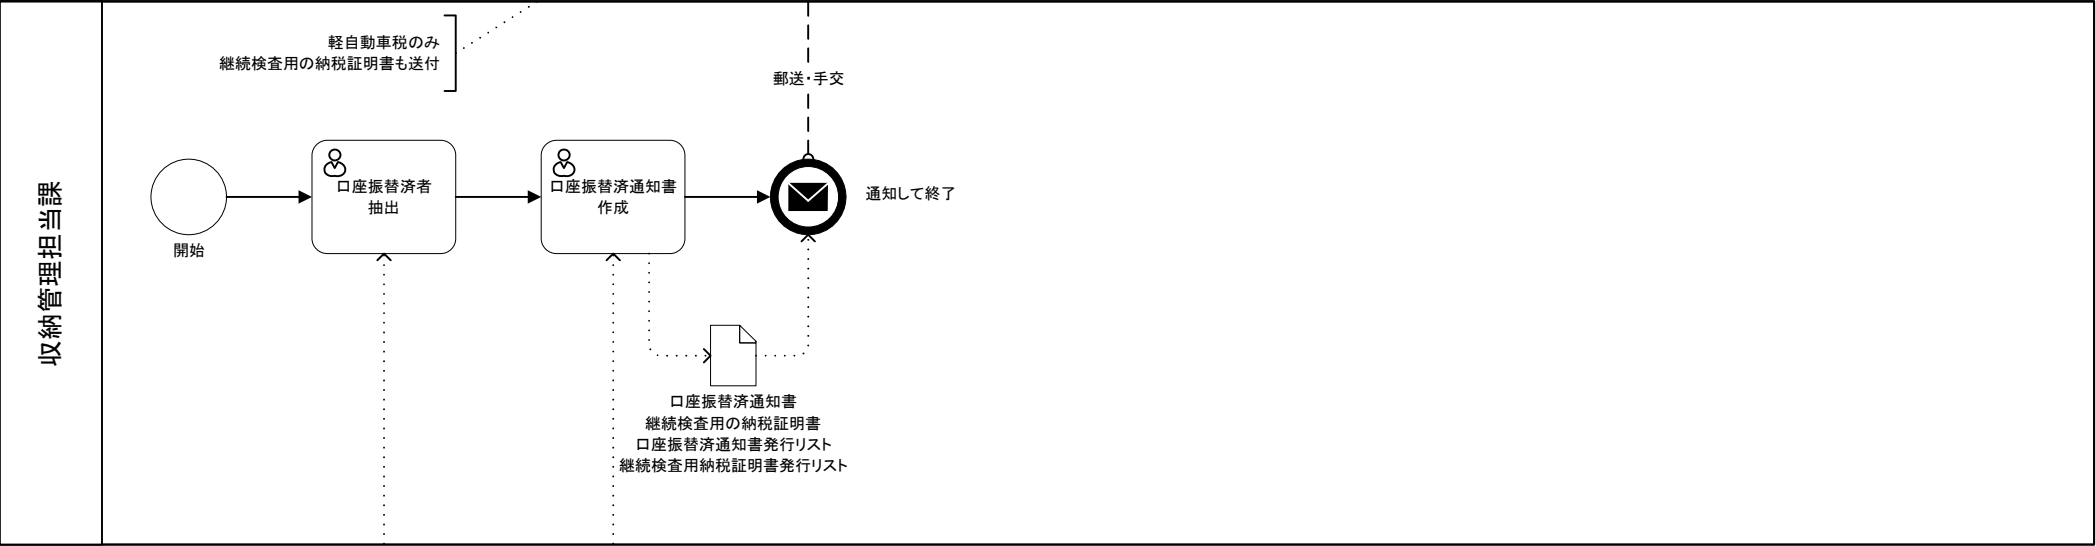 軽自動車税のみ
継続検査用の納税証明書も送付
郵送・手交
収納管理担当課
開始
口座振替済者
抽出
口座振替済通知書
作成
通知して終了
口座振替済通知書
継続検査用の納税証明書
口座振替済通知書発行リスト
継続検査用納税証明書発行リスト